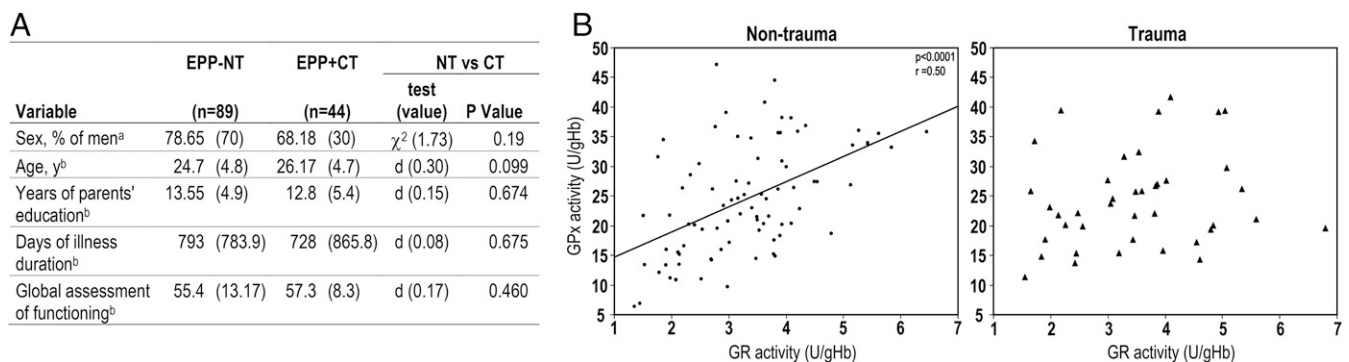 A
EPP-NT EPP+CT NT vs CT
Variable (n=89) (n=44) test (value) P Value
Sex, % of menᵃ 78.65 (70) 68.18 (30) χ² (1.73) 0.19
Age, yᵇ 24.7 (4.8) 26.17 (4.7) d (0.30) 0.099
Years of parents' education ᵇ 13.55 (4.9) 12.8 (5.4) d (0.15) 0.674
Days of illness durationᵇ 793 (783.9) 728 (865.8) d (0.08) 0.675
Global assessment of functioningᵇ 55.4 (13.17) 57.3 (8.3) d (0.17) 0.460
B
Non-trauma
p<0.0001
r =0.50
GPx activity (U/gHb)
50
45
40
35
30
25
20
15
10
5
1 2 3 4 5 6 7
GR activity (U/gHb)
Trauma
50
45
40
35
30
25
20
15
10
5
1 2 3 4 5 6 7
GR activity (U/gHb)